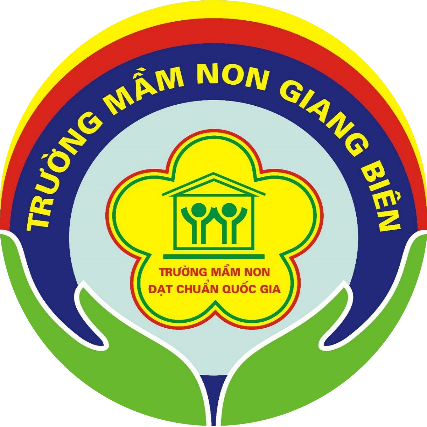 TRƯỜNG MẦM NON GIANG BIÊN
TRƯỜNG MẦM NON
ĐẠT CHUẨN QUỐC GIA